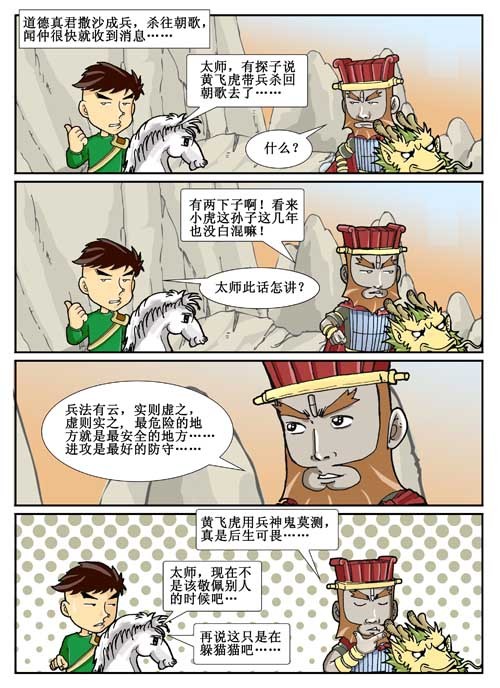 道德真君撒沙成兵，杀往朝歌，
闻仲很快就收到消息……
太师，有探子说
黄飞虎带兵杀回
朝歌去了……
什么？
有两下子啊！看来
小虎这孙子这几年
也没白混嘛！
太师此话怎讲？
兵法有云，实则虚之，
虚则实之，最危险的地
方就是最安全的地方……
进攻是最好的防守……
黄飞虎用兵神鬼莫测，
真是后生可畏……
太师，现在不
是该敬佩别人
的时候吧…
再说这只是在
躲猫猫吧……